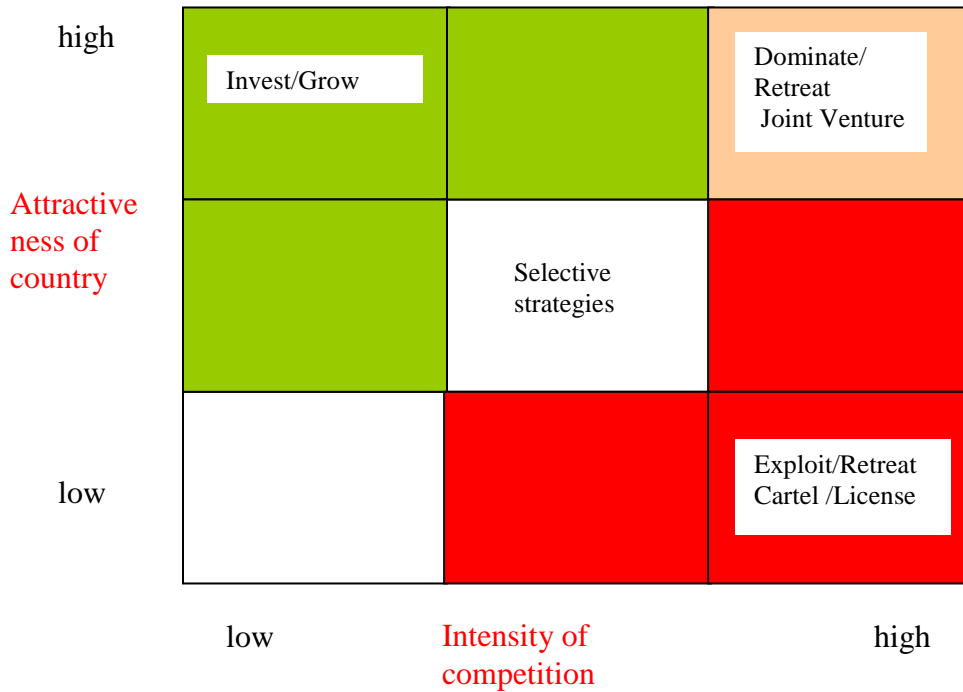 high
Invest/Grow
Dominate/
Retreat
Joint Venture
Attractive
ness of
country
Selective
strategies
low
Exploit/Retreat
Cartel /License
low
Intensity of
competition
high